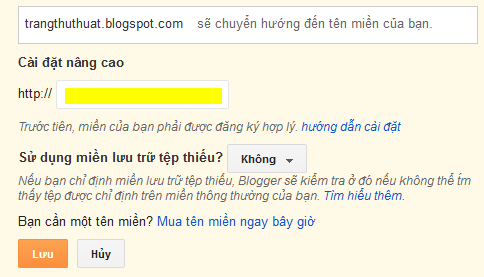 trangthuthuat.blogspot.com sẽ chuyển hướng đến tên miền của bạn.
Cài đặt nâng cao
http://
Trước tiên, miền của bạn phải được đăng ký hợp lý. hướng dẫn cài đặt
Sử dụng miền lưu trữ tệp thiếu? Không
Nếu bạn chỉ định miền lưu trữ tệp thiếu, Blogger sẽ kiểm tra ở đó nếu không thể tìm
thấy tệp được chỉ định trên miền thông thường của bạn. Tìm hiểu thêm.
Bạn cần một tên miền? Mua tên miền ngay bây giờ
Lưu Hủy